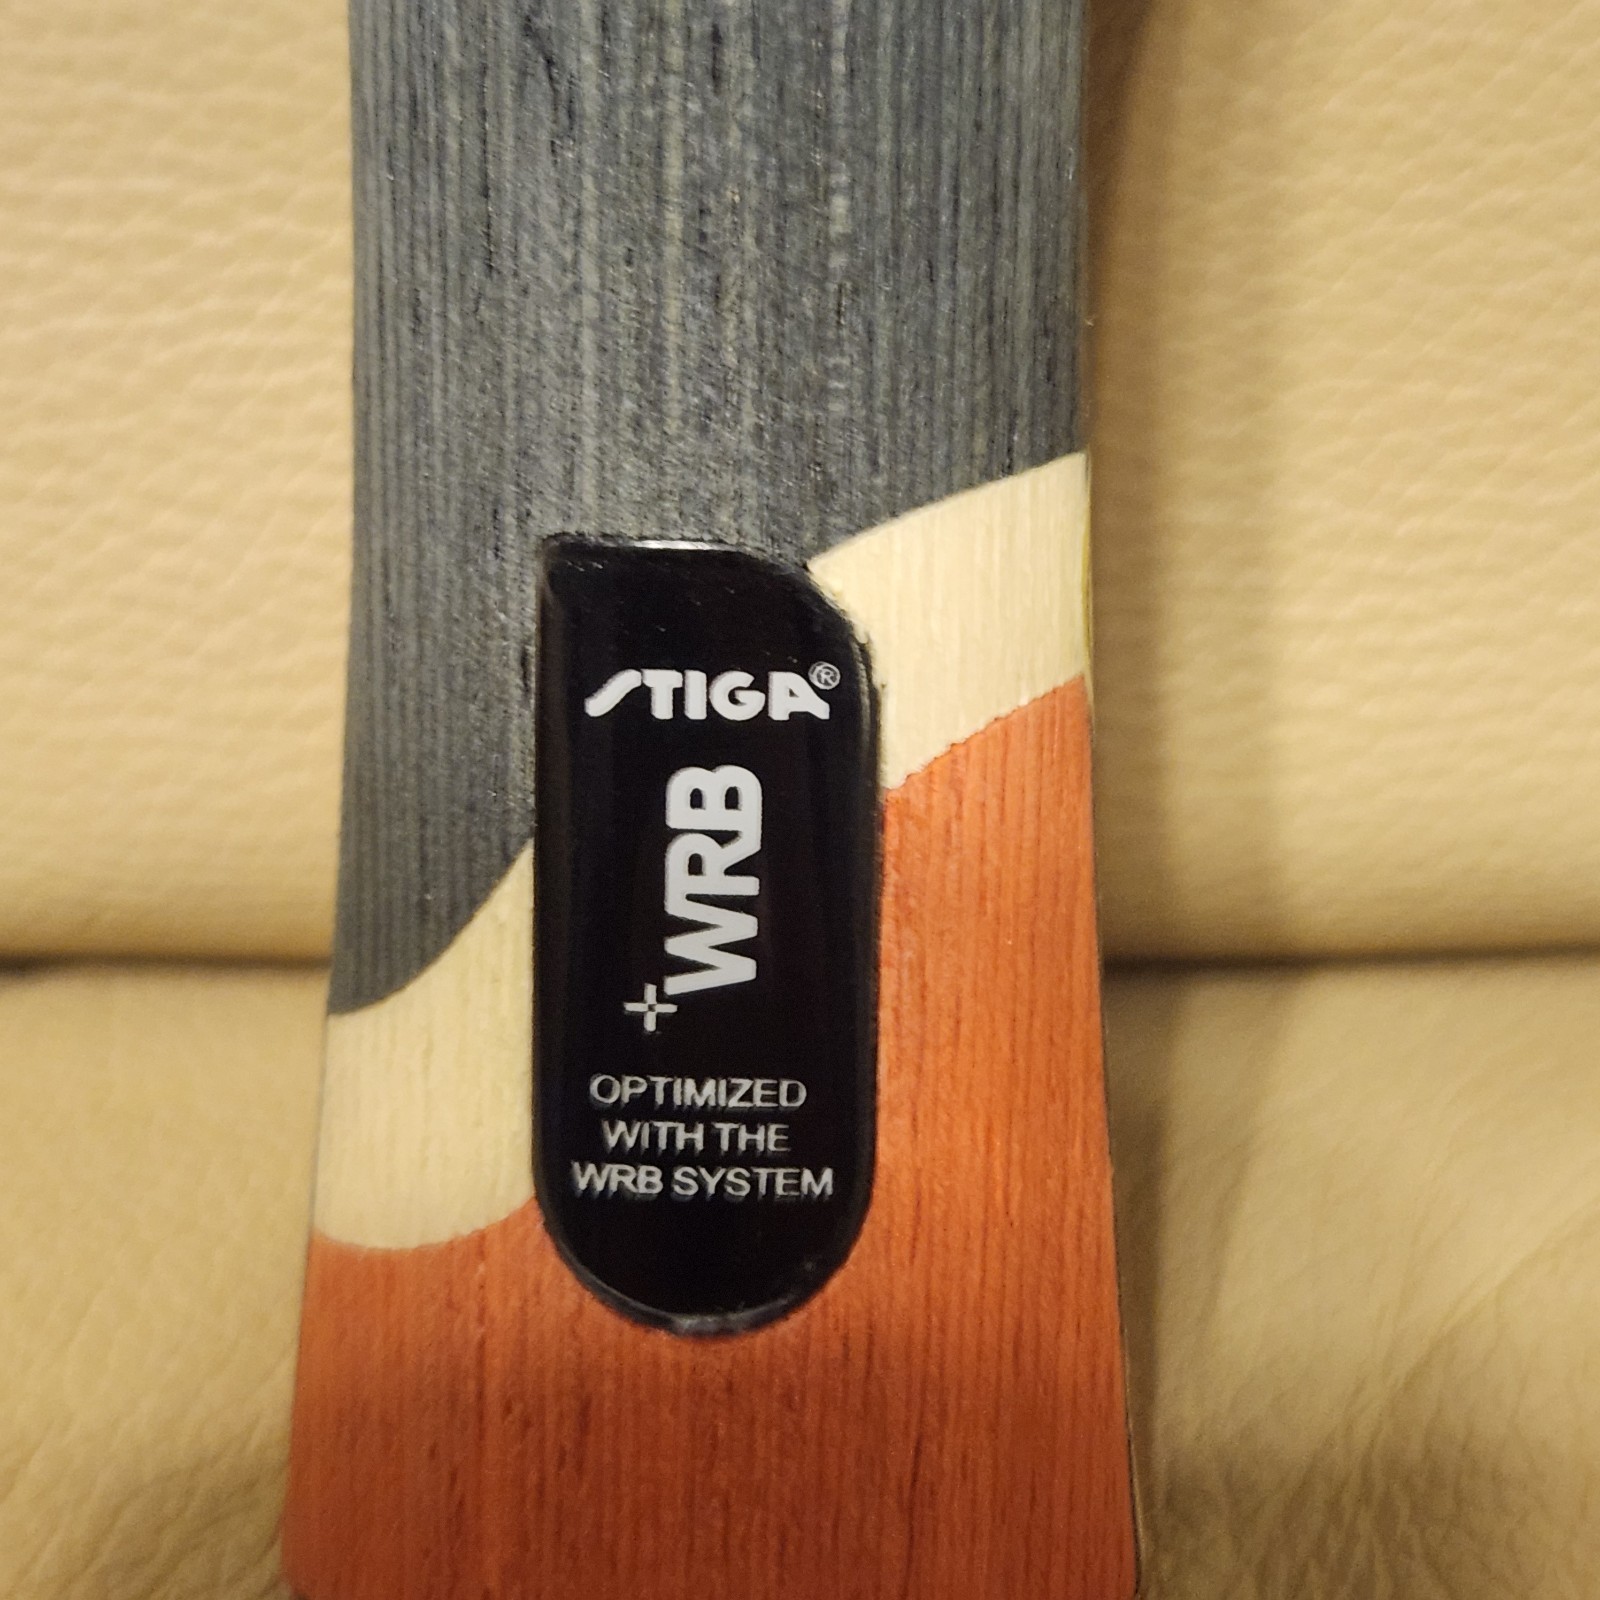 STIGA®
+WRB
OPTIMIZED
WITH THE
WRB SYSTEM